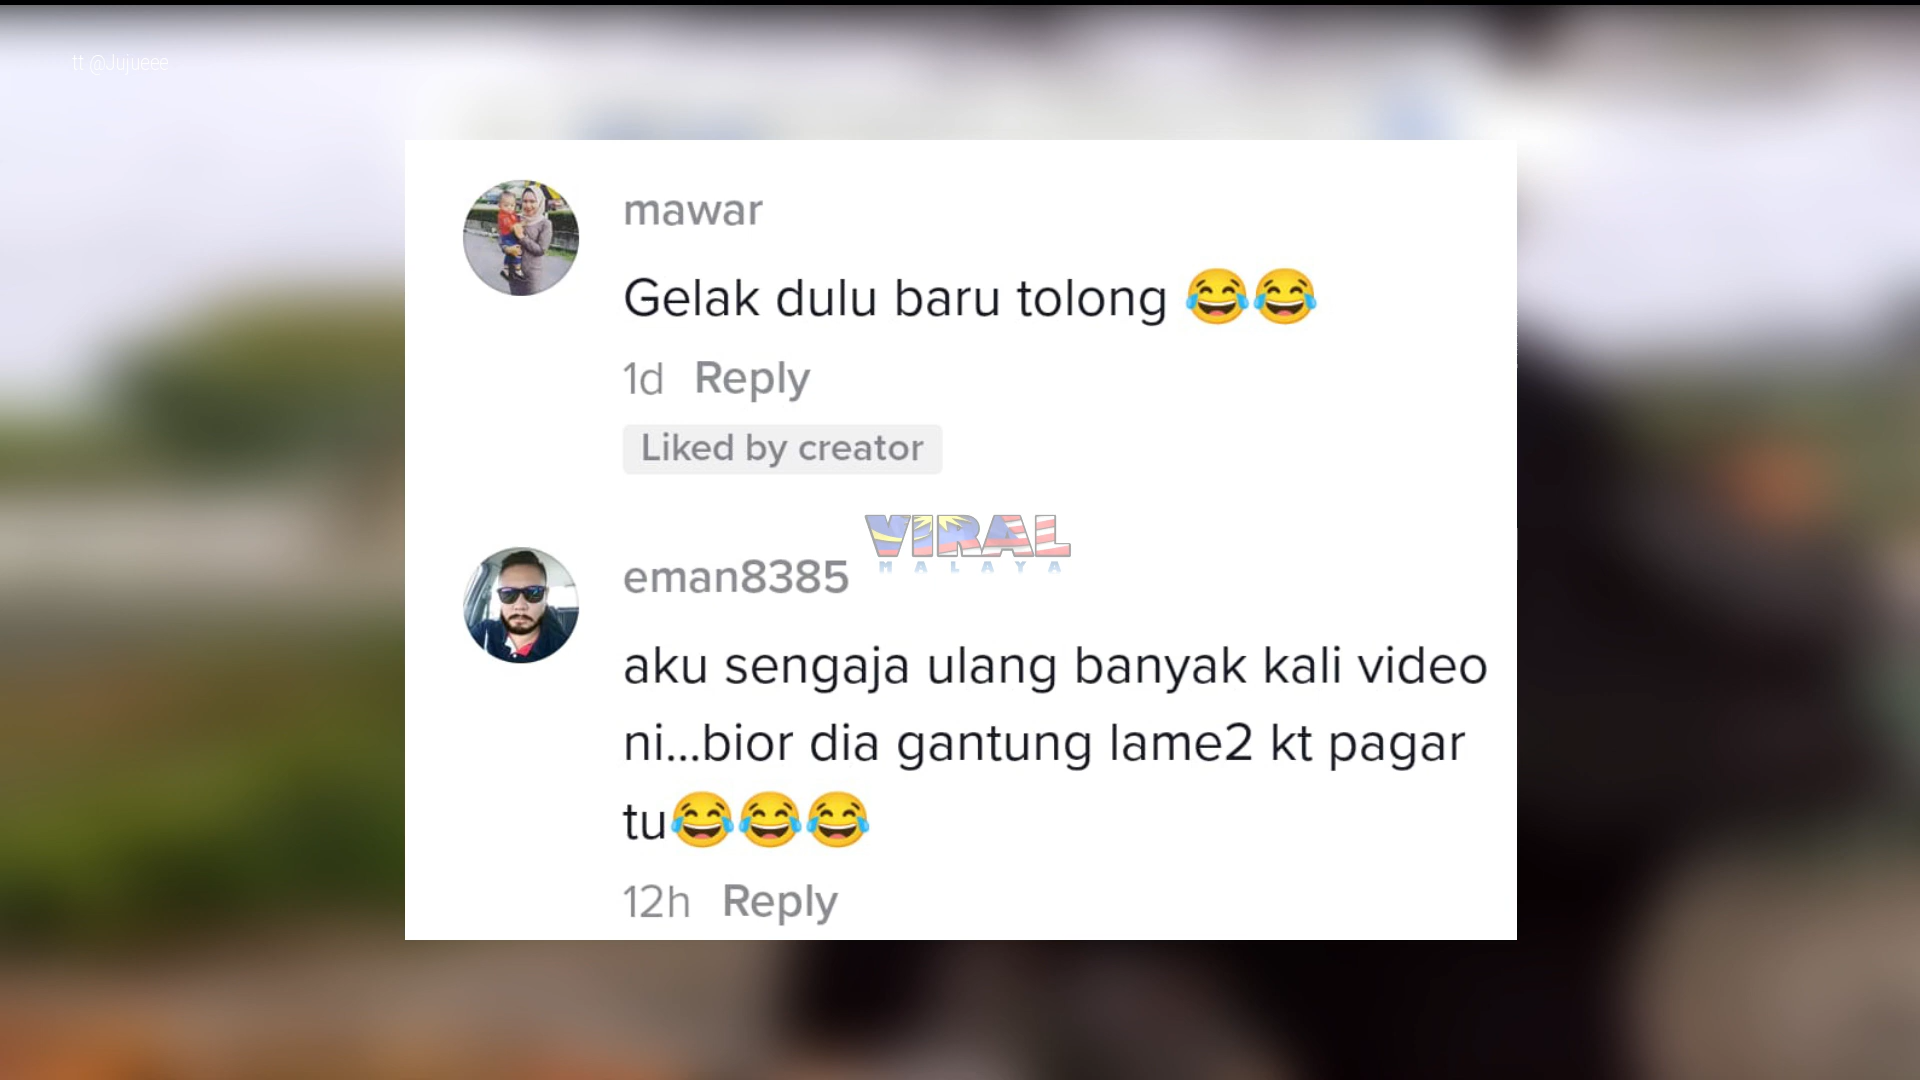 tt @Jujueee
mawar
Gelak dulu baru tolong 😂😂
1d Reply
Liked by creator
VIRAL
MALAYA
eman8385
aku sengaja ulang banyak kali video
ni...bior dia gantung lame2 kt pagar
tu😂😂😂
12h Reply